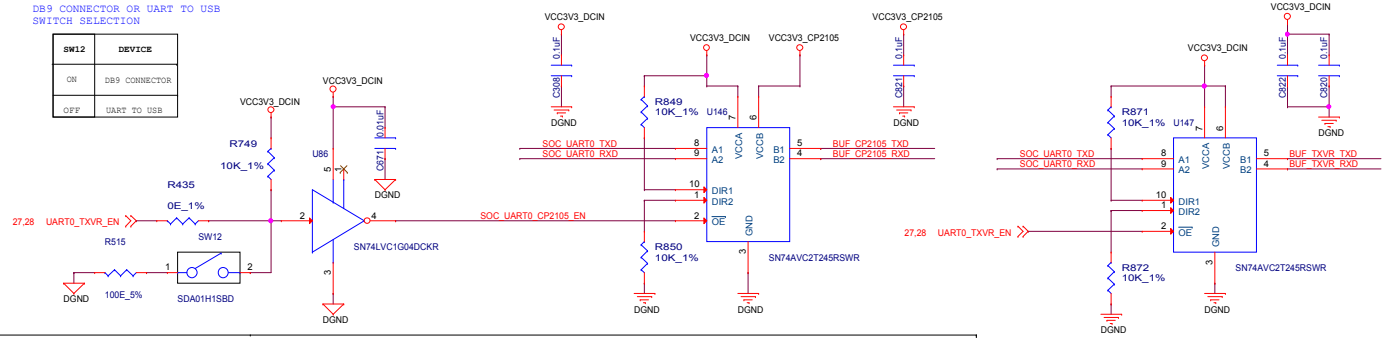 DB9 CONNECTOR OR UART TO USB
SWITCH SELECTION
SW12 DEVICE
ON DB9 CONNECTOR
OFF UART TO USB
VCC3V3_DCIN
R749
10K_1%
R435
0E_1%
27,28 UART0_TXVR_EN
R515
SW12
1
2
DGND
100E_5%
SDA01H1SBD
VCC3V3_DCIN
U86
5
1
2
4
3
SN74LVC1G04DCKR
DGND
0.01uF
C671
DGND
SOC_UART0_CP2105_EN
VCC3V3_DCIN
0.1uF
C308
DGND
VCC3V3_DCIN
VCC3V3_CP2105
R849
10K_1%
U146
7
6
VCCA
VCCB
SOC_UART0_TXD
SOC_UART0_RXD
8
9
A1
A2
B1
B2
5
4
BUF_CP2105_TXD
BUF_CP2105_RXD
10
1
2
DIR1
DIR2
OE
GND
3
R850
10K_1%
SN74AVC2T245RSWR
DGND
DGND
VCC3V3_CP2105
0.1uF
C821
DGND
VCC3V3_DCIN
0.1uF
C822
0.1uF
C820
DGND
VCC3V3_DCIN
R871
10K_1%
U147
7
6
VCCA
VCCB
SOC_UART0_TXD
SOC_UART0_RXD
8
9
A1
A2
B1
B2
5
4
BUF_TXVR_TXD
BUF_TXVR_RXD
10
1
2
DIR1
DIR2
OE
GND
3
27,28 UART0_TXVR_EN
R872
10K_1%
SN74AVC2T245RSWR
DGND
DGND